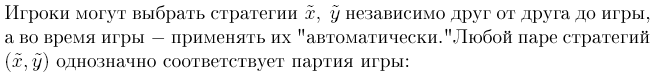 Игроки могут выбрать стратегии x̃, ỹ независимо друг от друга до игры,
а во время игры – применять их "автоматически."Любой паре стратегий
(x̃, ỹ) однозначно соответствует партия игры: